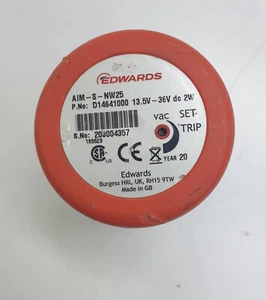 EDWARDS
AIM-S-NW25
P.No: D14641000 13.5V-36V dc 2W
S.No: 20J004357
vac SET
TRIP
YEAR 20
Edwards
Burgess Hill, UK, RH15 9TW
Made in GB